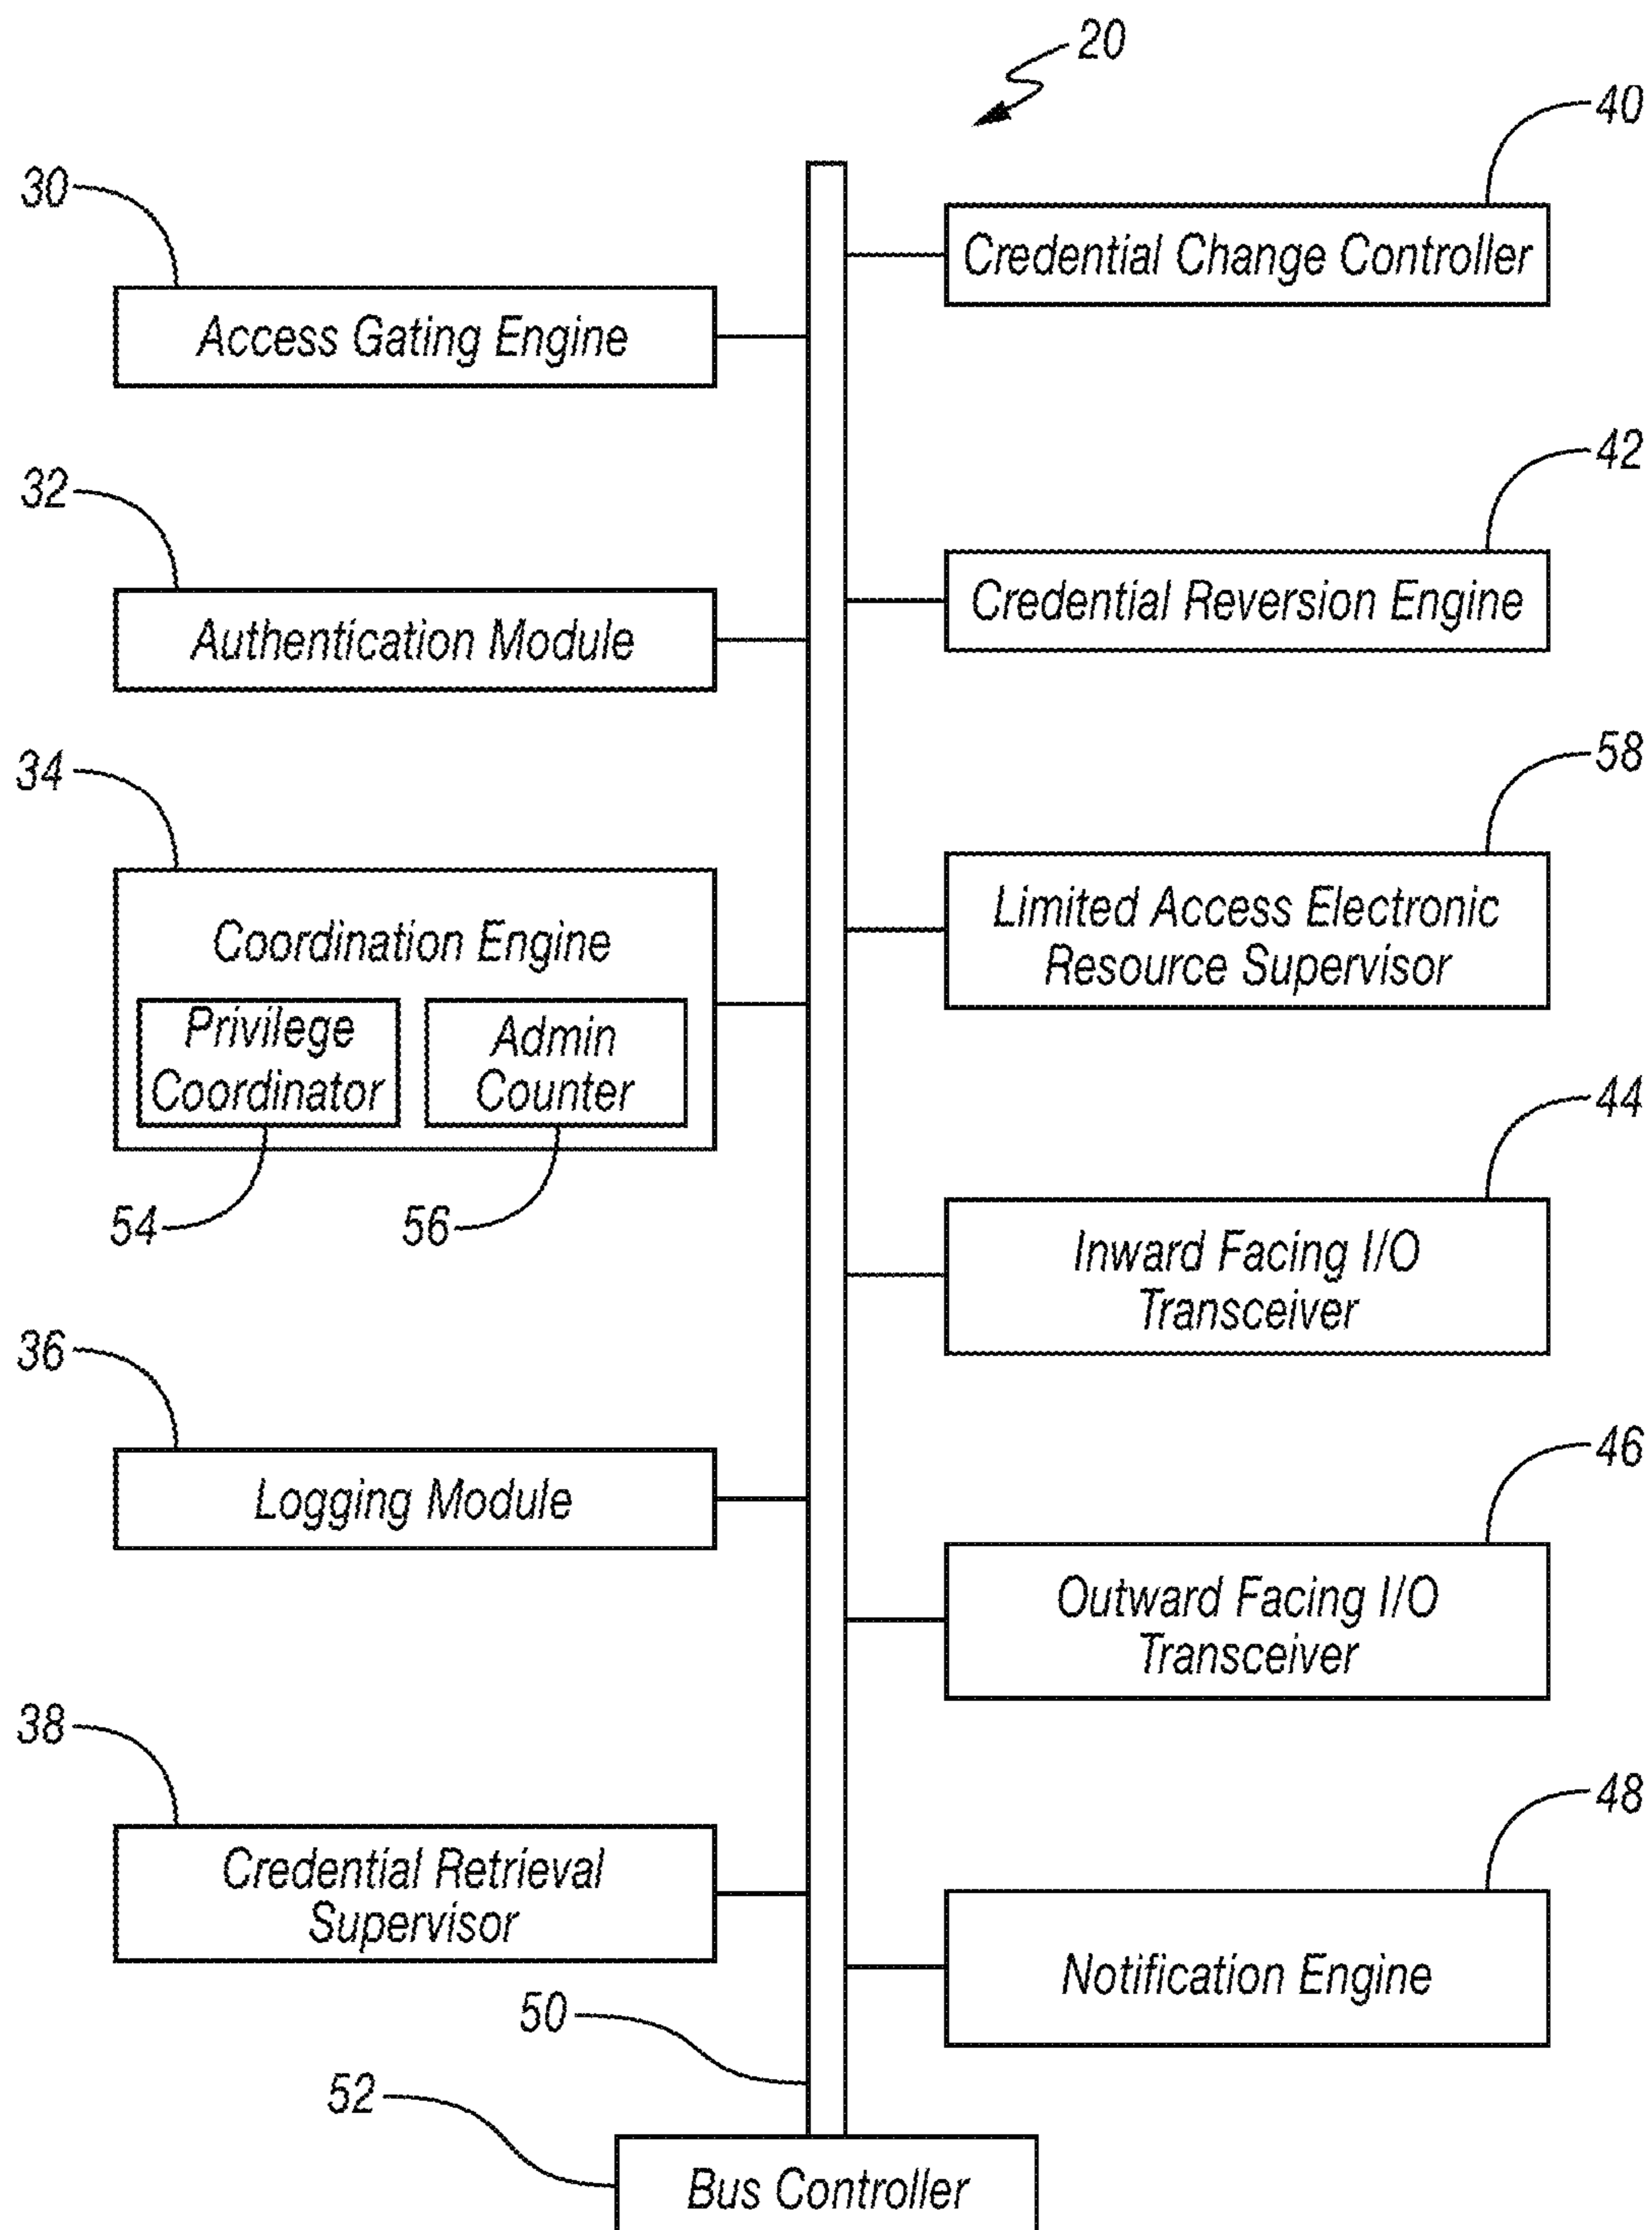 20
40
Credential Change Controller
30
Access Gating Engine
42
Credential Reversion Engine
32
Authentication Module
58
Limited Access Electronic
Resource Supervisor
34
Coordination Engine
Privilege
Coordinator
Admin
Counter
54
56
44
Inward Facing I/O
Transceiver
36
Logging Module
46
Outward Facing I/O
Transceiver
38
Credential Retrieval
Supervisor
48
Notification Engine
50
52
Bus Controller